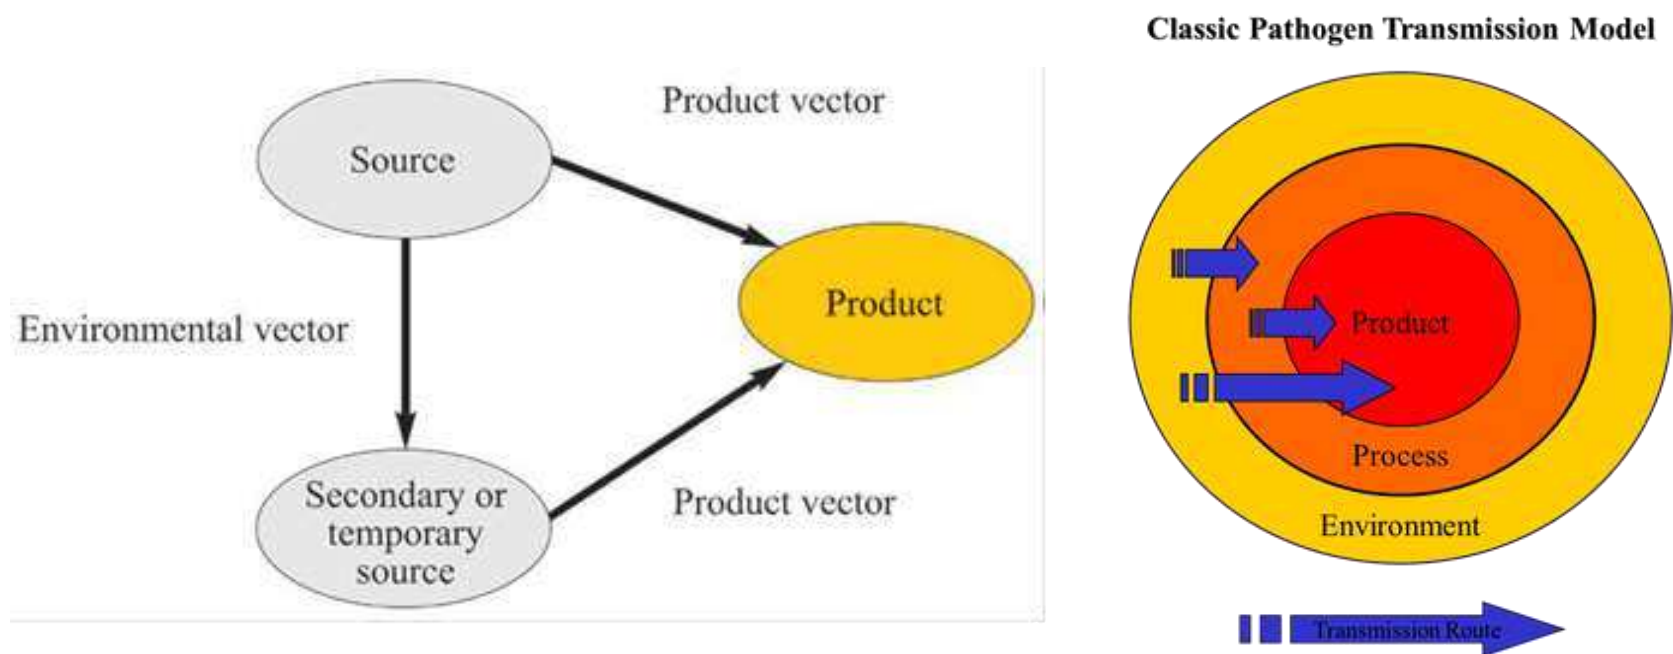 Classic Pathogen Transmission Model
Product vector
Source
Product
Environmental vector
Secondary or
temporary
source
Product vector
Product
Process
Environment
Transmission Route